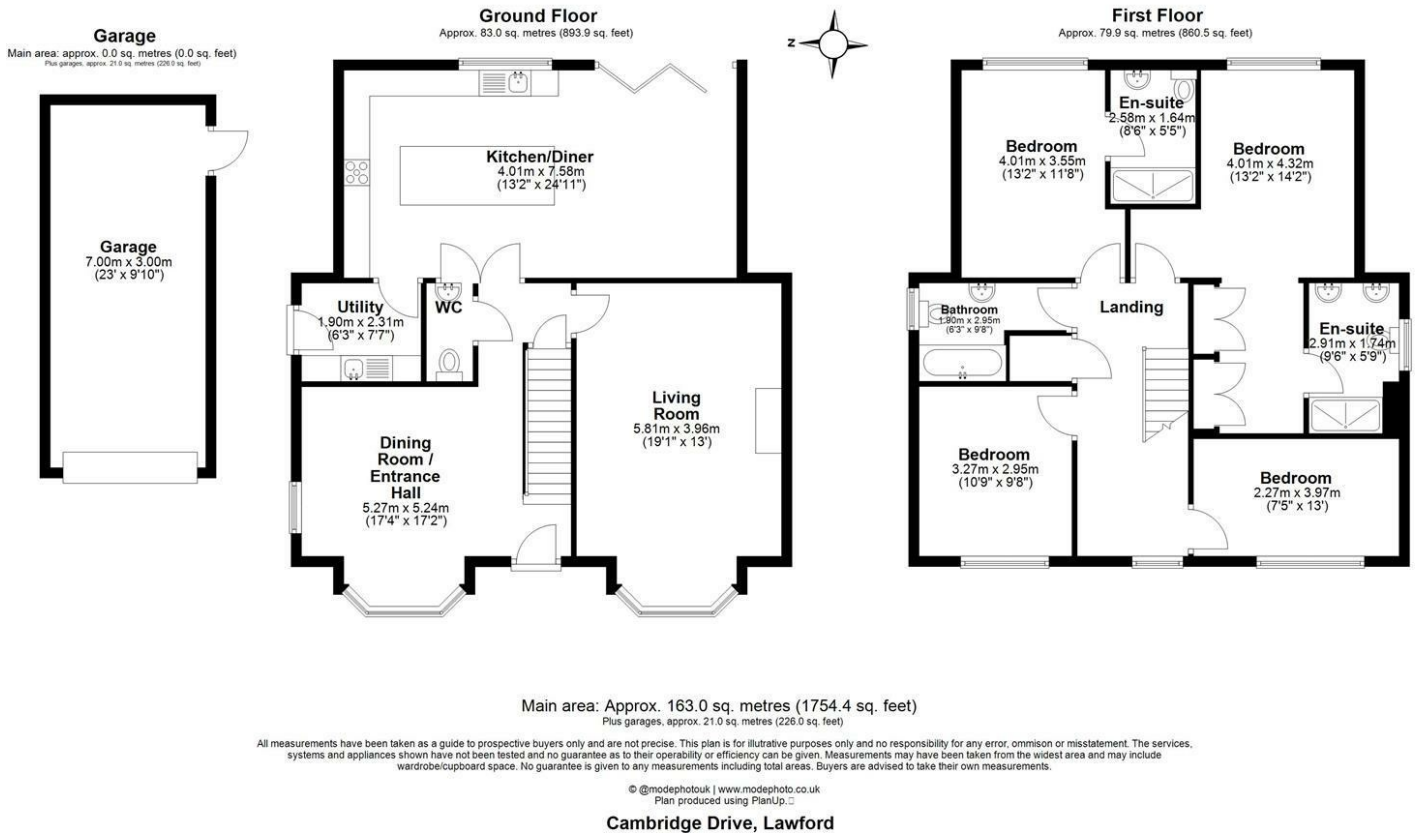 Garage
Main area: approx. 0.0 sq. metres (0.0 sq. feet)
Plus garages, approx. 21.0 sq. metres (226.0 sq. feet)
Garage
7.00m x 3.00m
(23' x 9'10")
Ground Floor
Approx. 83.0 sq. metres (893.9 sq. feet)
Z
Kitchen/Diner
4.01m x 7.58m
(13'2" x 24'11")
Utility
1.90m x 2.31m
(6'3" x 7'7")
WC
Dining
Room /
Entrance
Hall
5.27m x 5.24m
(17'4" x 17'2")
Living
Room
5.81m x 3.96m
(19'1" x 13')
First Floor
Approx. 79.9 sq. metres (860.5 sq. feet)
Bedroom
4.01m x 3.55m
(13'2" x 11'8")
En-suite
2.58m x 1.64m
(8'6" x 5'5")
Bedroom
4.01m x 4.32m
(13'2" x 14'2")
Bathroom
1.90m x 2.95m
(6'3" x 9'8")
Landing
En-suite
2.91m x 1.74m
(9'6" x 5'9")
Bedroom
3.27m x 2.95m
(10'9" x 9'8")
Bedroom
2.27m x 3.97m
(7'5" x 13')
Main area: Approx. 163.0 sq. metres (1754.4 sq. feet)
Plus garages, approx. 21.0 sq. metres (226.0 sq. feet)
All measurements have been taken as a guide to prospective buyers only and are not precise. This plan is for illutrative purposes only and no responsibility for any error, ommison or misstatement. The services,
systems and appliances shown have not been tested and no guarantee as to their operability or efficiency can be given. Measurements may have been taken from the widest area and may include
wardrobe/cupboard space. No guarantee is given to any measurements including total areas. Buyers are advised to take their own measurements.
© @modephotouk | www.modephoto.co.uk
Plan produced using PlanUp.
Cambridge Drive, Lawford